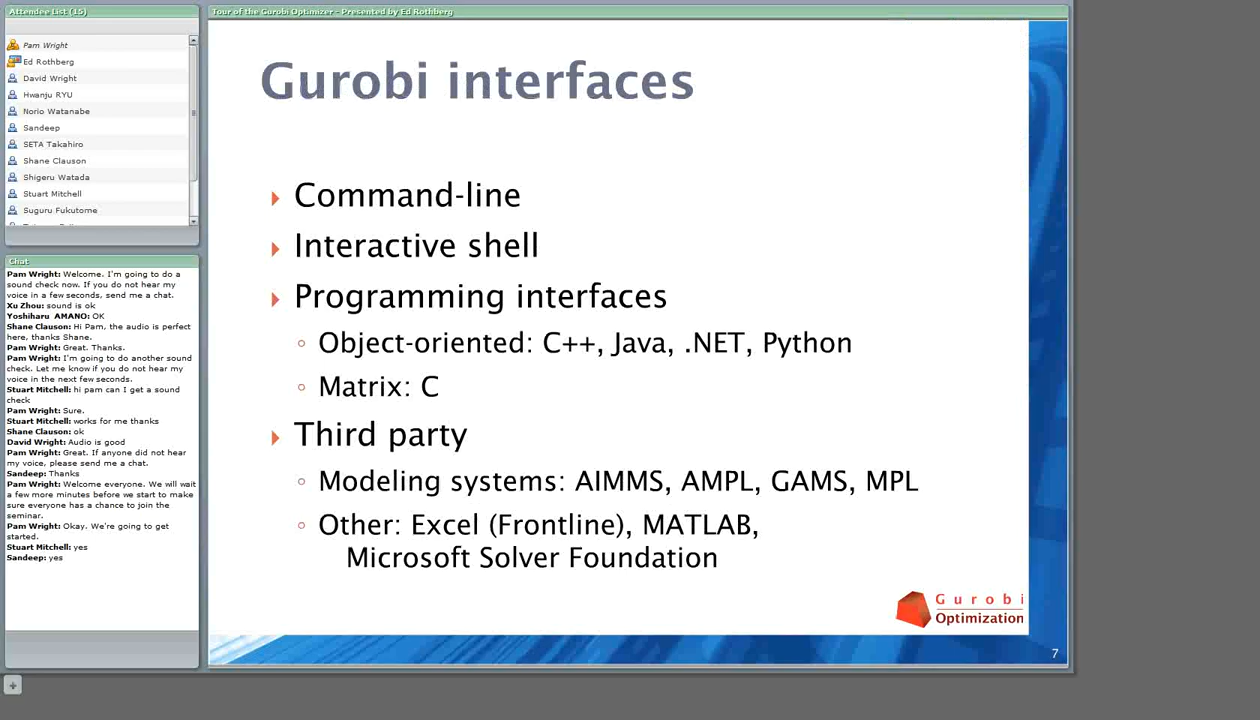 Attendee List (15)
Pam Wright
Ed Rothberg
David Wright
Hwanju RYU
Norio Watanabe
Sandeep
SETA Takahiro
Shane Clauson
Shigeru Watada
Stuart Mitchell
Suguru Fukutome
Chat
Pam Wright: Welcome. I'm going to do a
sound check now. If you do not hear my
voice in a few seconds, send me a chat.
Xu Zhou: sound is ok
Yoshiharu AMANO: OK
Shane Clauson: Hi Pam, the audio is perfect
here, thanks Shane.
Pam Wright: Great. Thanks.
Pam Wright: I'm going to do another sound
check. Let me know if you do not hear my
voice in the next few seconds.
Stuart Mitchell: hi pam can I get a sound
check
Pam Wright: Sure.
Stuart Mitchell: works for me thanks
Shane Clauson: ok
David Wright: Audio is good
Pam Wright: Great. If anyone did not hear
my voice, please send me a chat.
Sandeep: Thanks
Pam Wright: Welcome everyone. We will wait
a few more minutes before we start to make
sure everyone has a chance to join the
seminar.
Pam Wright: Okay. We're going to get
started.
Stuart Mitchell: yes
Sandeep: yes
Tour of the Gurobi Optimizer - Presented by Ed Rothberg
Gurobi interfaces
Command-line
Interactive shell
Programming interfaces
Object-oriented: C++, Java, .NET, Python
Matrix: C
Third party
Modeling systems: AIMMS, AMPL, GAMS, MPL
Other: Excel (Frontline), MATLAB,
Microsoft Solver Foundation
Gurobi
Optimization
7